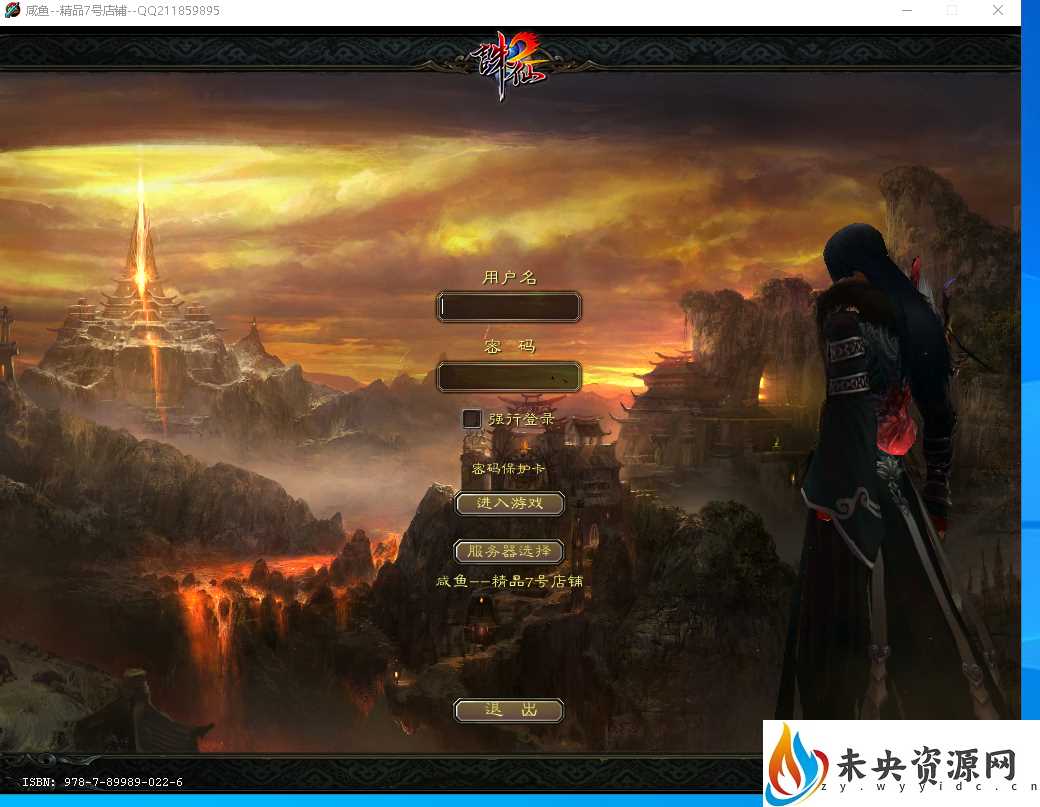 咸鱼--精品7号店铺--QQ211859895
诛仙2
用户名
密 码
强行登录
密码保护卡
进入游戏
服务器选择
咸鱼--精品7号店铺
退 出
ISBN: 978-7-89989-022-6
未央资源网
zy.wyyidc.cn